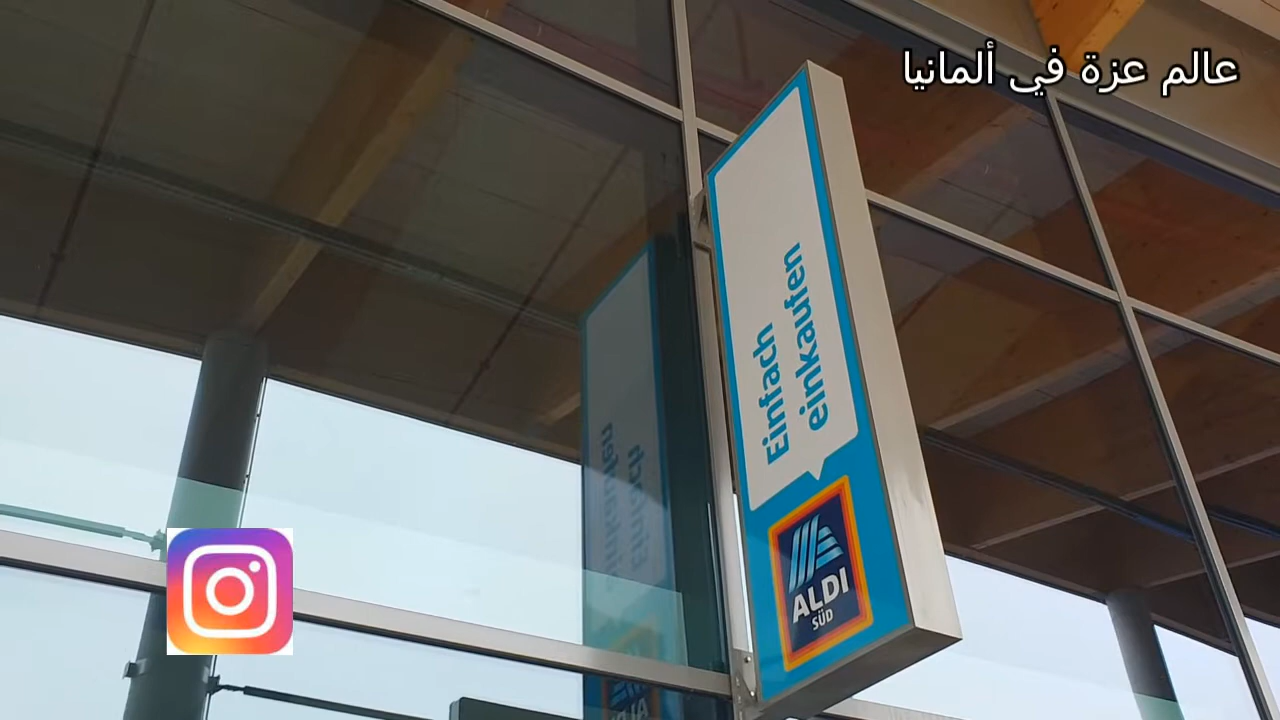 عالم عزة في ألمانيا
Einfach
einkaufen
ALDI
SÜD